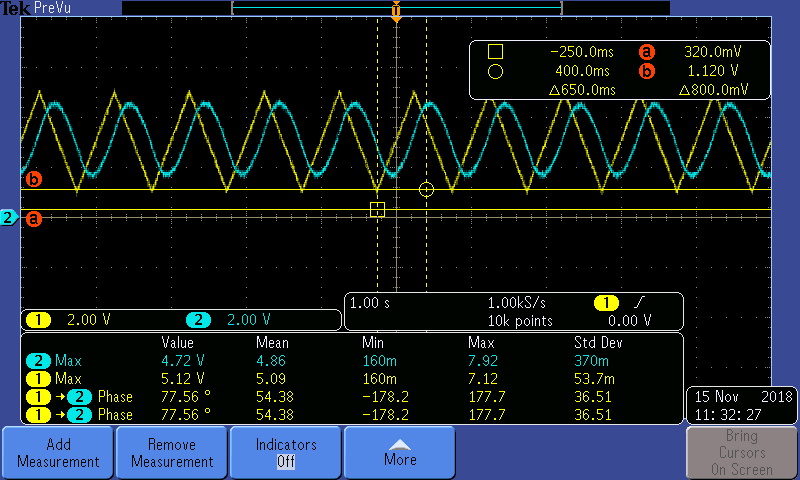 Tek PreVu
T
-250.0ms a 320.0mV
400.0ms b 1.120 V
△650.0ms △800.0mV
b
2 a
1 2.00 V 2 2.00 V
1.00 s 1.00kS/s 1
10k points 0.00 V
Value Mean Min Max Std Dev
2 Max 4.72 V 4.86 160m 7.92 370m
1 Max 5.12 V 5.09 160m 7.12 53.7m
1 → 2 Phase 77.56 ° 54.38 -178.2 177.7 36.51
1 → 2 Phase 77.56 ° 54.38 -178.2 177.7 36.51
15 Nov 2018
11:32:27
Add
Measurement
Remove
Measurement
Indicators
Off
More
Bring
Cursors
On Screen